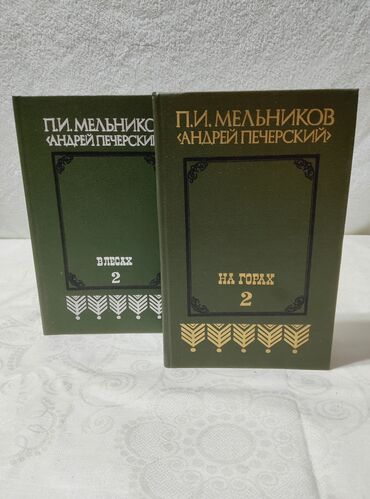 П.И. МЕЛЬНИКОВ
‹АНДРЕЙ ПЕЧЕРСКИЙ
В ЛЕСАХ
2
П.И. МЕЛЬНИКОВ
‹АНДРЕЙ ПЕЧЕРСКИЙ›
НА ГОРАХ
2